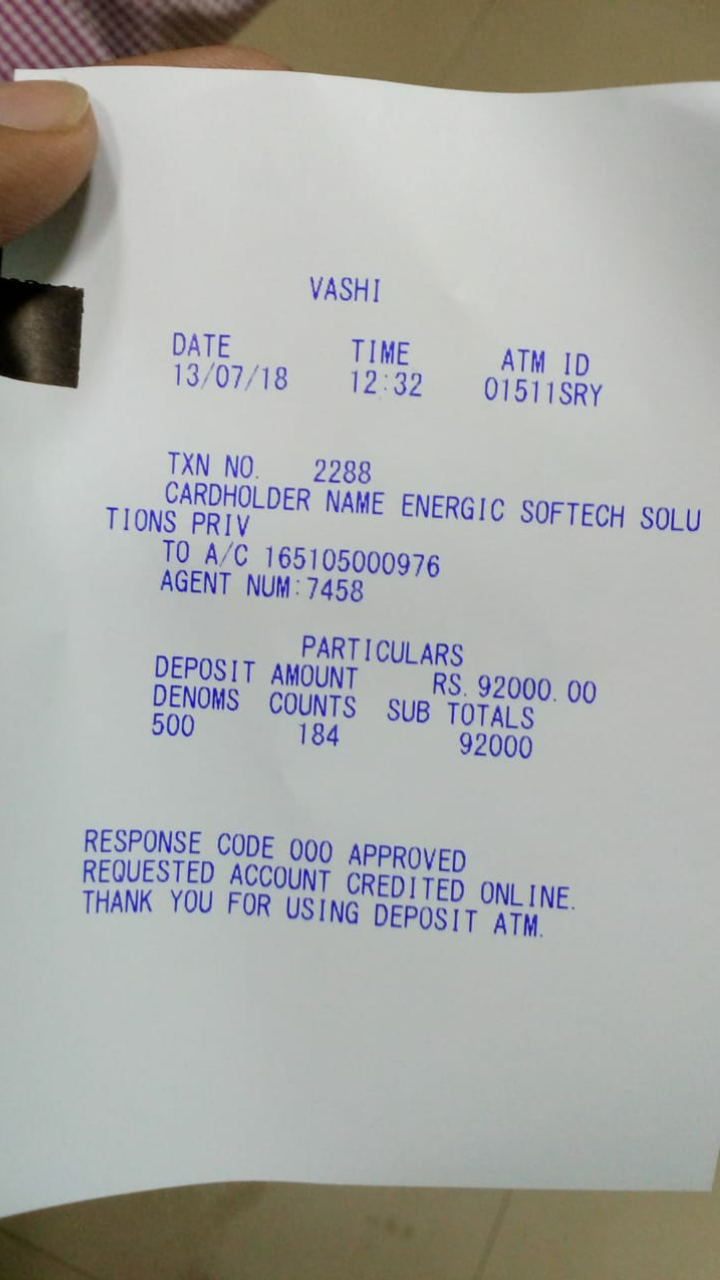 VASHI
DATE TIME ATM ID
13/07/18 12:32 01511SRY
TXN NO. 2288
CARDHOLDER NAME ENERGIC SOFTECH SOLU
TIONS PRIV
TO A/C 165105000976
AGENT NUM:7458
PARTICULARS
DEPOSIT AMOUNT RS. 92000.00
DENOMS COUNTS SUB TOTALS
500 184 92000
RESPONSE CODE 000 APPROVED
REQUESTED ACCOUNT CREDITED ONLINE.
THANK YOU FOR USING DEPOSIT ATM.